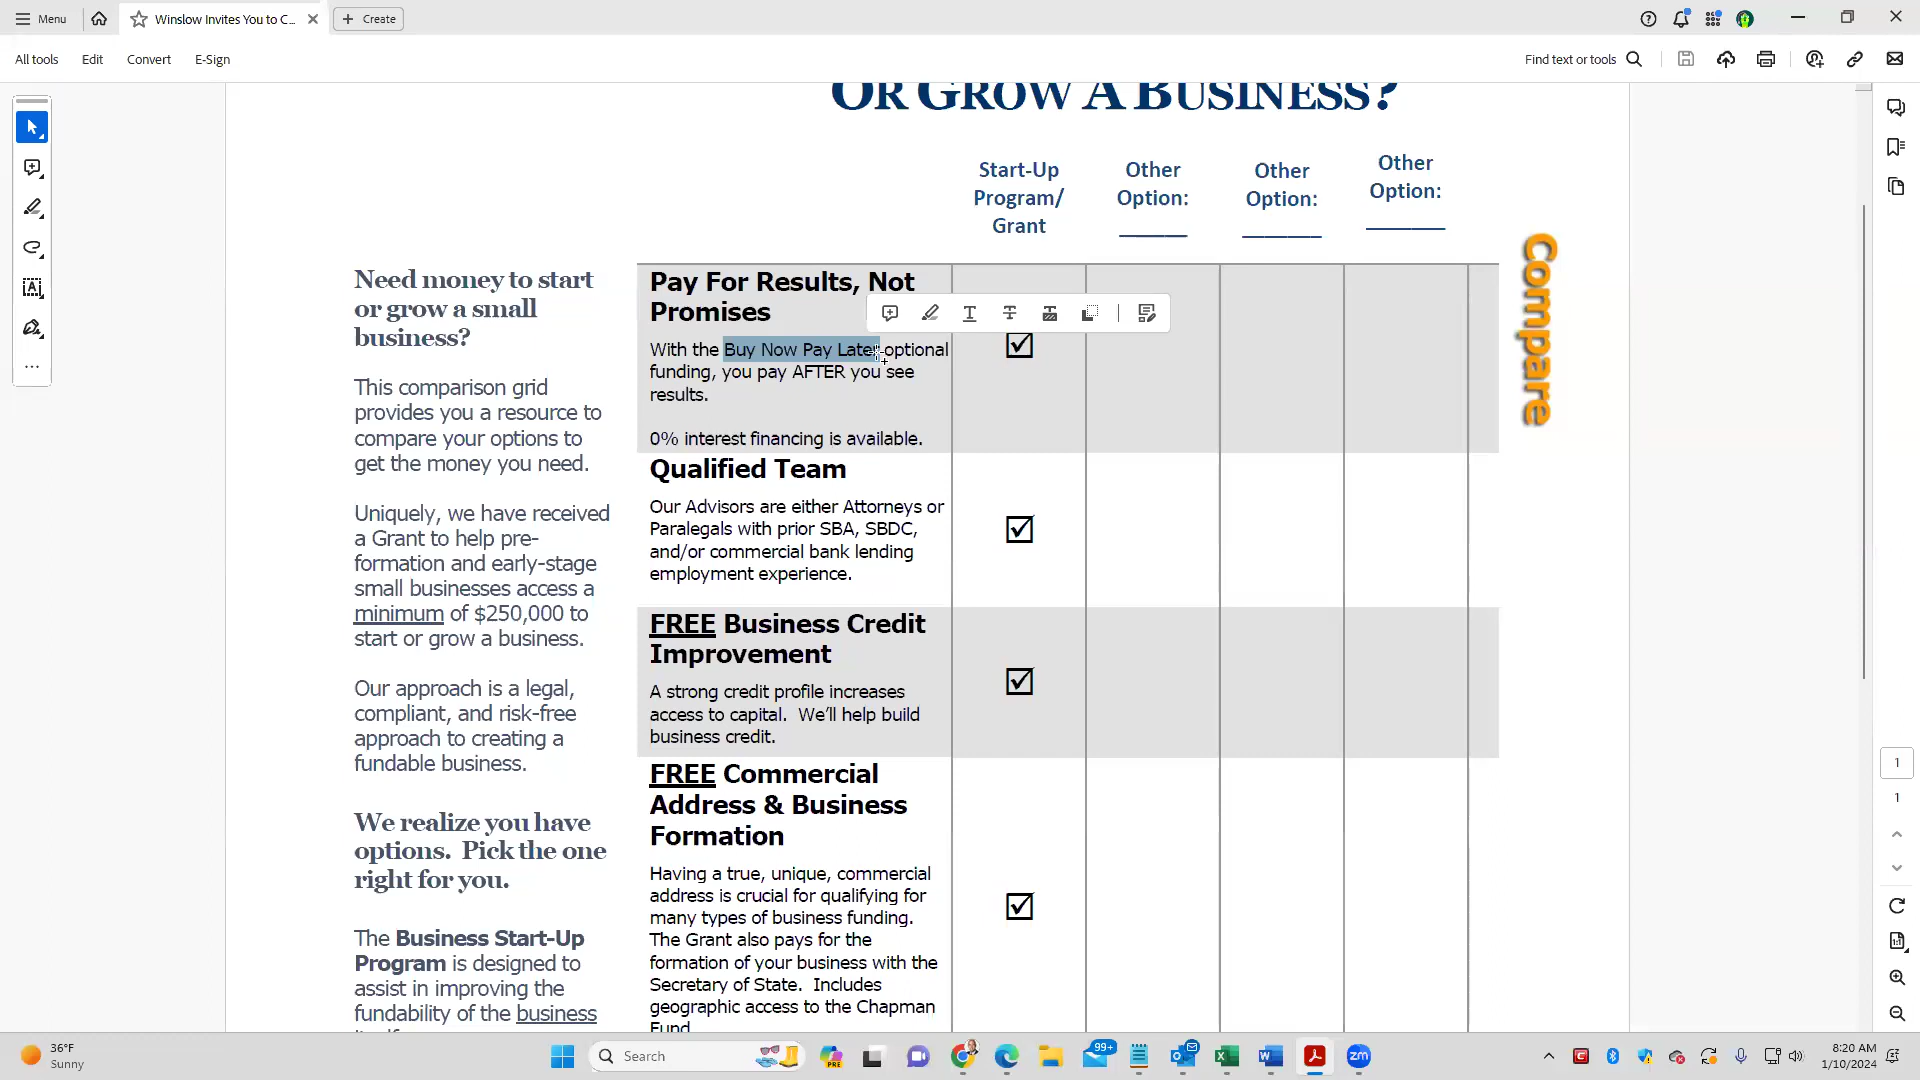 Menu
Winslow Invites You to C...
Create
All tools
Edit
Convert
E-Sign
Find text or tools
OR GROW A BUSINESS?
Start-Up
Program/
Grant
Other
Option:
Other
Option:
Other
Option:
Compare
Need money to start
or grow a small
business?
This comparison grid
provides you a resource to
compare your options to
get the money you need.
Uniquely, we have received
a Grant to help pre-
formation and early-stage
small businesses access a
minimum of $250,000 to
start or grow a business.
Our approach is a legal,
compliant, and risk-free
approach to creating a
fundable business.
We realize you have
options.  Pick the one
right for you.
The Business Start-Up
Program is designed to
assist in improving the
fundability of the business
Pay For Results, Not
Promises
With the Buy Now Pay Later optional
funding, you pay AFTER you see
results.
0% interest financing is available.
Qualified Team
Our Advisors are either Attorneys or
Paralegals with prior SBA, SBDC,
and/or commercial bank lending
employment experience.
FREE Business Credit
Improvement
A strong credit profile increases
access to capital.  We'll help build
business credit.
FREE Commercial
Address & Business
Formation
Having a true, unique, commercial
address is crucial for qualifying for
many types of business funding.
The Grant also pays for the
formation of your business with the
Secretary of State.  Includes
geographic access to the Chapman
Fund
1
1
36°F
Sunny
Search
PRE
99+
zm
8:20 AM
1/10/2024